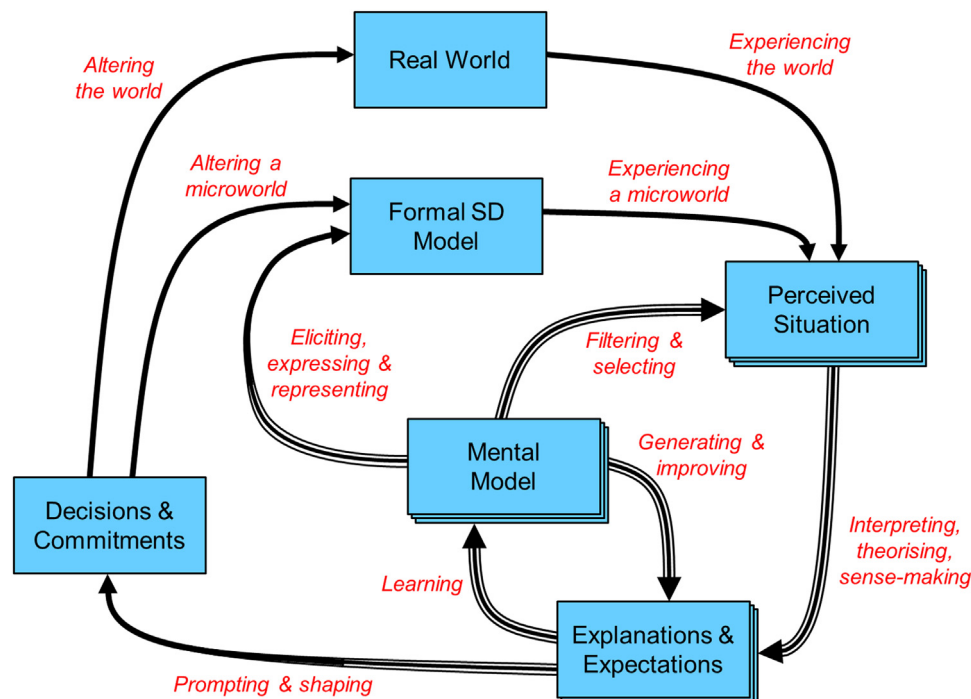 Altering
the world
Real World
Experiencing
the world
Altering a
microworld
Formal SD
Model
Experiencing
a microworld
Perceived
Situation
Eliciting,
expressing &
representing
Filtering &
selecting
Mental
Model
Generating &
improving
Decisions &
Commitments
Interpreting,
theorising,
sense-making
Learning
Explanations &
Expectations
Prompting & shaping